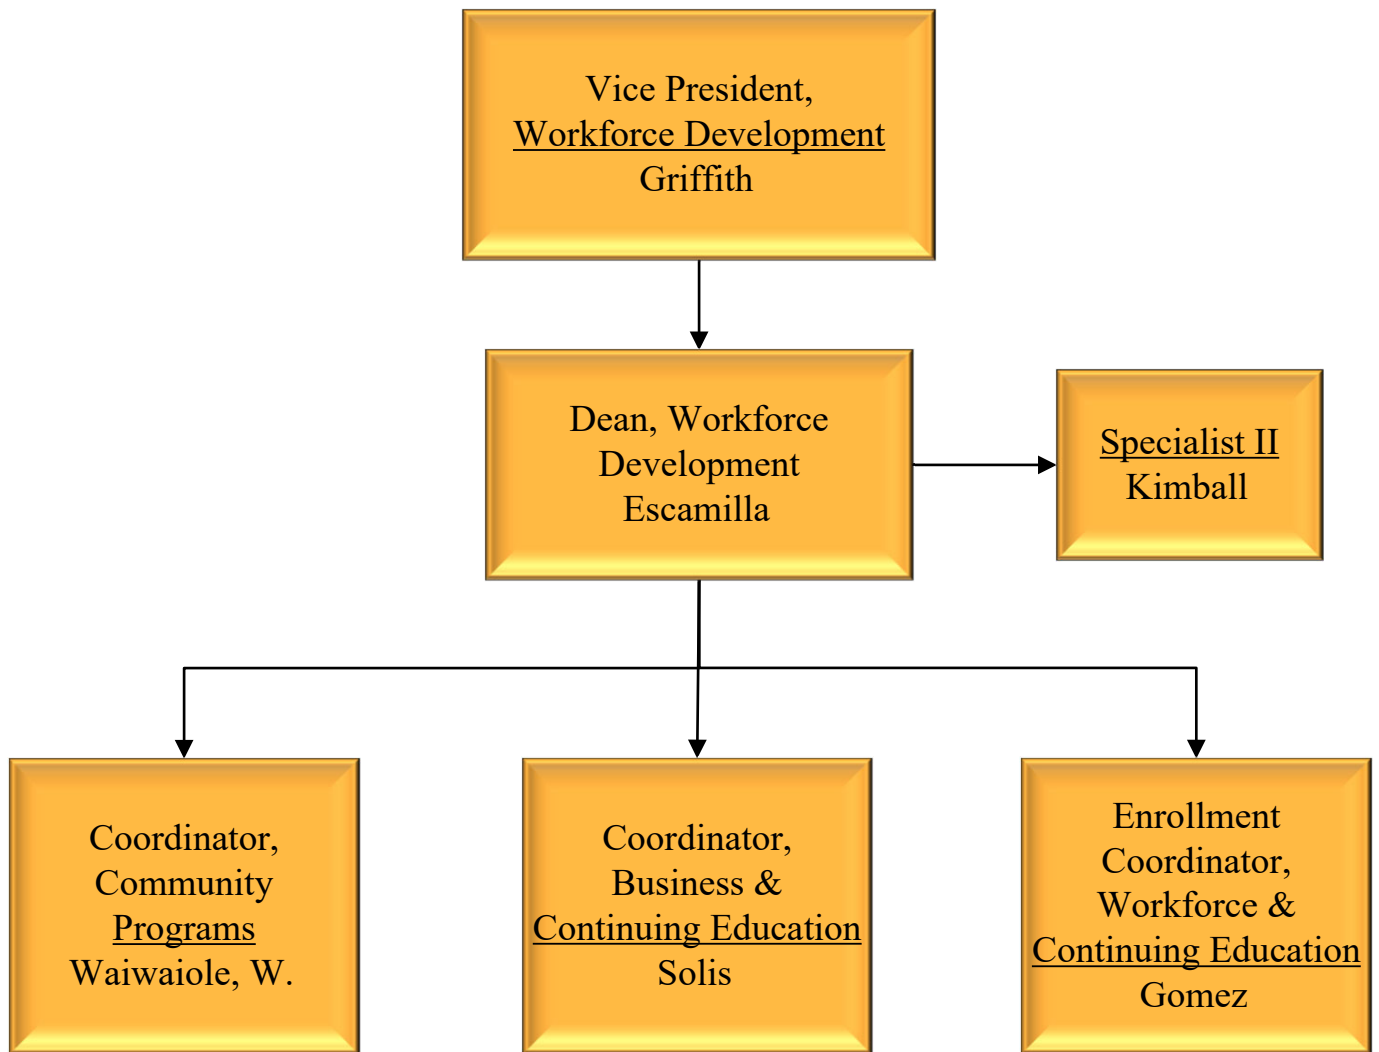 Vice President,
Workforce Development
Griffith
Dean, Workforce
Development
Escamilla
Specialist II
Kimball
Coordinator,
Community
Programs
Waiwaiole, W.
Coordinator,
Business &
Continuing Education
Solis
Enrollment
Coordinator,
Workforce &
Continuing Education
Gomez